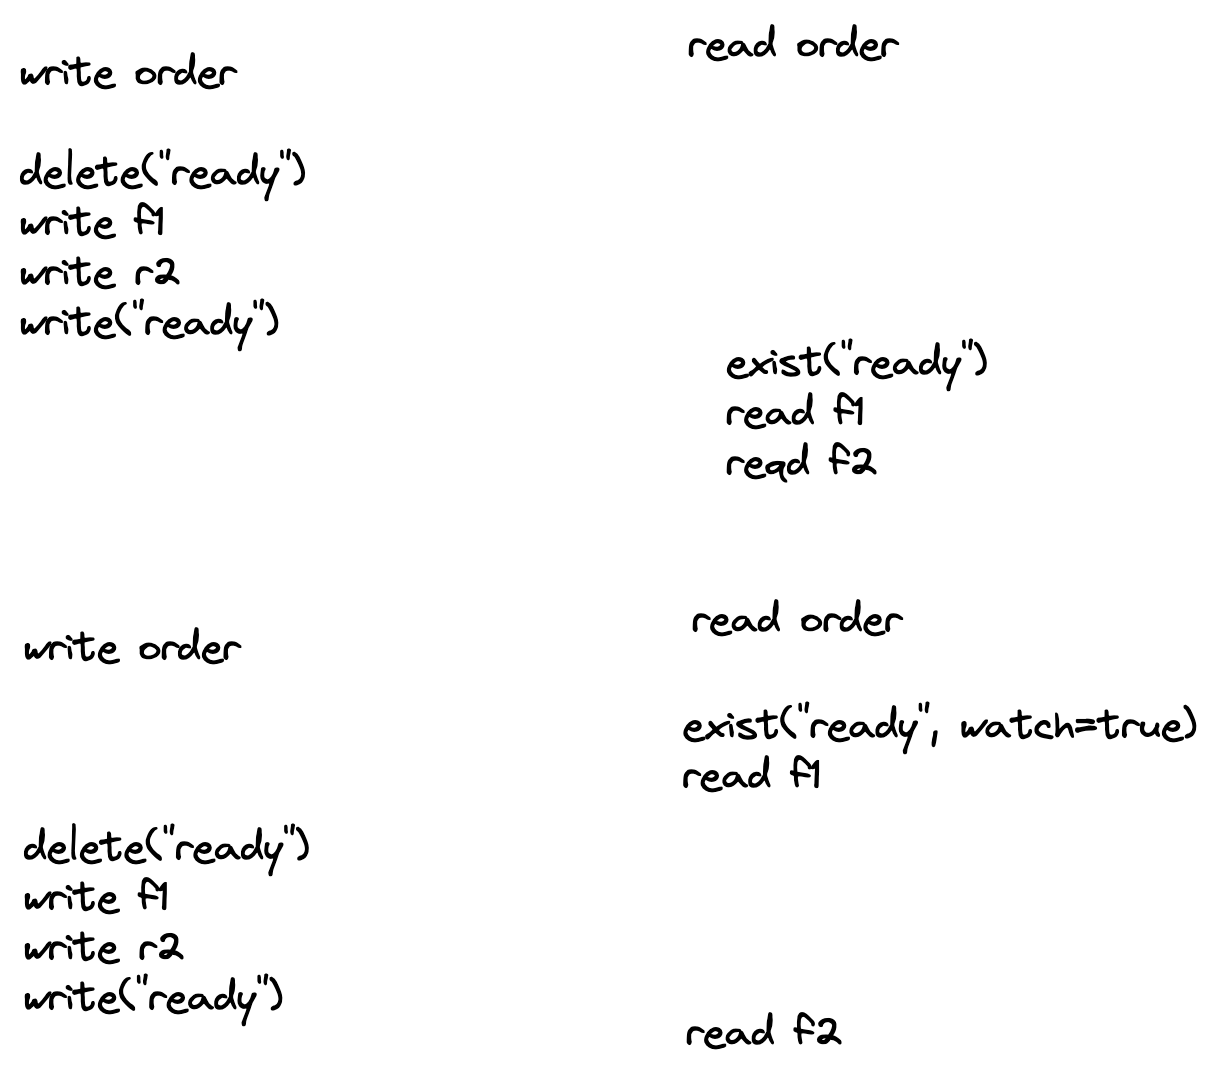 write order
delete("ready")
write f1
write r2
write("ready")
read order
exist("ready")
read f1
read f2
write order
delete("ready")
write f1
write r2
write("ready")
read order
exist("ready", watch=true)
read f1
read f2